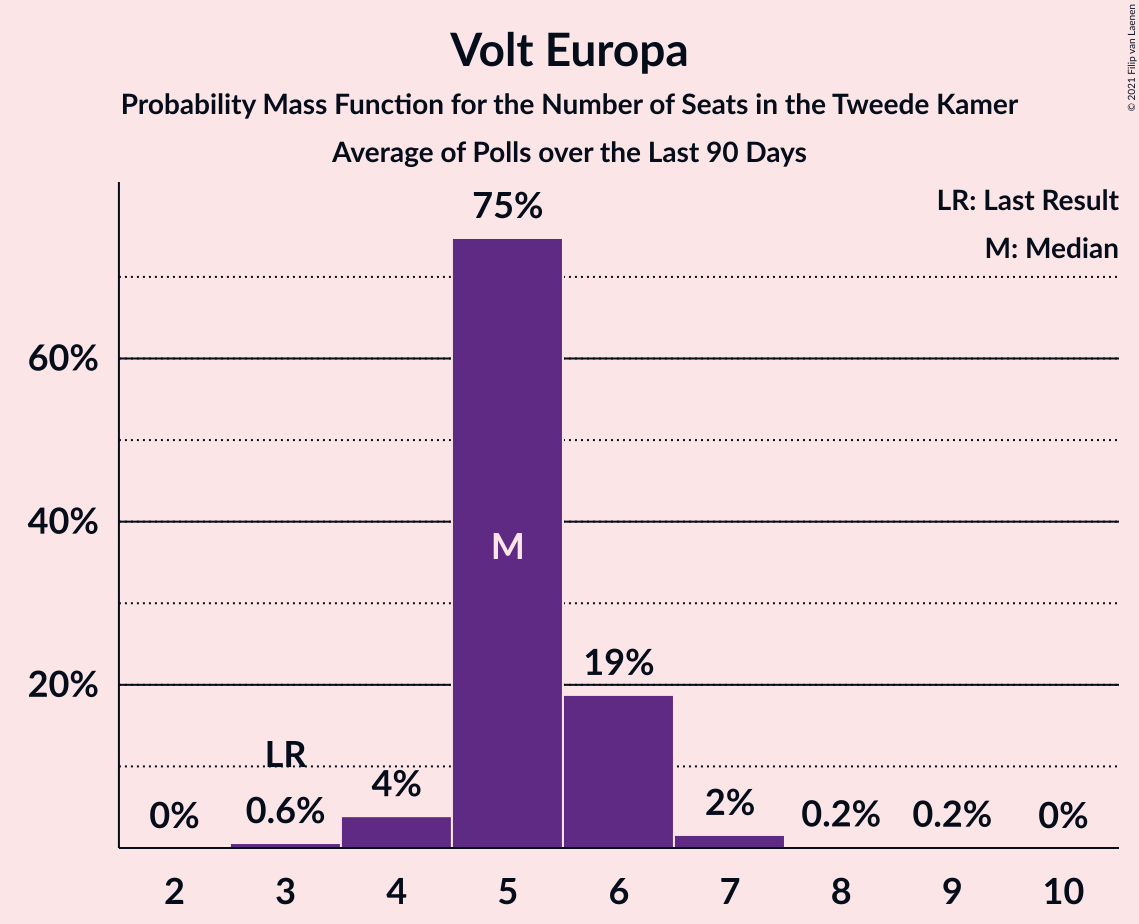 Volt Europa
Probability Mass Function for the Number of Seats in the Tweede Kamer
Average of Polls over the Last 90 Days
© 2021 Filip van Laenen
LR: Last Result
M: Median
75%
60%
40%
M
19%
20%
LR
0%
0.6%
4%
2%
0.2%
0.2%
0%
2 3 4 5 6 7 8 9 10